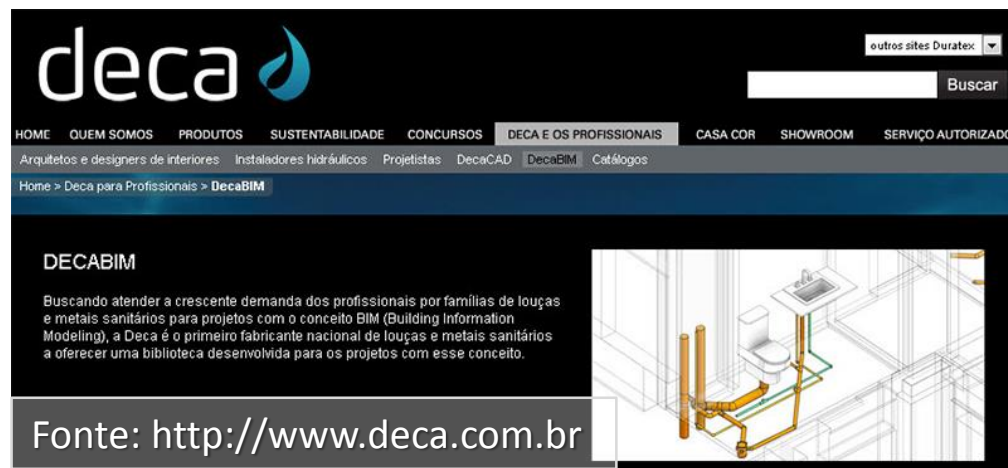 deca
outros sites Duratex
Buscar
HOME QUEM SOMOS PRODUTOS SUSTENTABILIDADE CONCURSOS DECA E OS PROFISSIONAIS CASA COR SHOWROOM SERVIÇO AUTORIZADO
Arquitetos e designers de interiores Instaladores hidráulicos Projetistas DecaCAD DecaBIM Catálogos
Home > Deca para Profissionais > DecaBIM
DECABIM
Buscando atender a crescente demanda dos profissionais por famílias de louças
e metais sanitários para projetos com o conceito BIM (Building Information
Modeling), a Deca é o primeiro fabricante nacional de louças e metais sanitários
a oferecer uma biblioteca desenvolvida para os projetos com esse conceito.
Fonte: http://www.deca.com.br